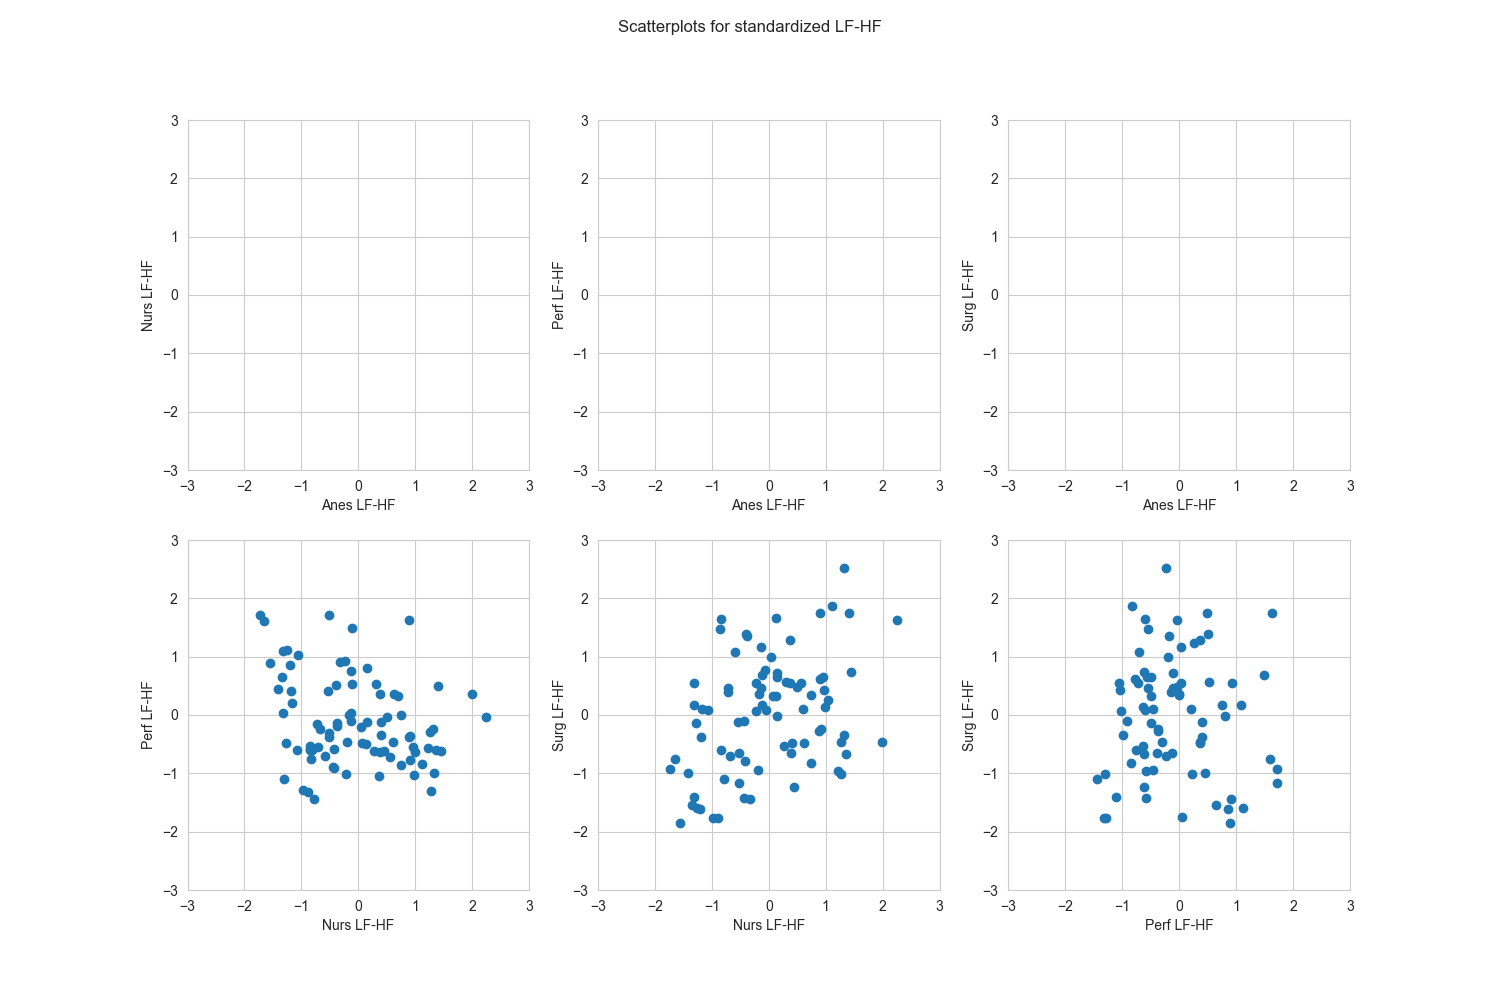 Scatterplots for standardized LF-HF
3
2
1
0
−1
−2
−3
Nurs LF-HF
−3 −2 −1 0 1 2 3
Anes LF-HF
3
2
1
0
−1
−2
−3
Perf LF-HF
−3 −2 −1 0 1 2 3
Anes LF-HF
3
2
1
0
−1
−2
−3
Surg LF-HF
−3 −2 −1 0 1 2 3
Anes LF-HF
3
2
1
0
−1
−2
−3
Perf LF-HF
−3 −2 −1 0 1 2 3
Nurs LF-HF
3
2
1
0
−1
−2
−3
Surg LF-HF
−3 −2 −1 0 1 2 3
Nurs LF-HF
3
2
1
0
−1
−2
−3
Surg LF-HF
−3 −2 −1 0 1 2 3
Perf LF-HF